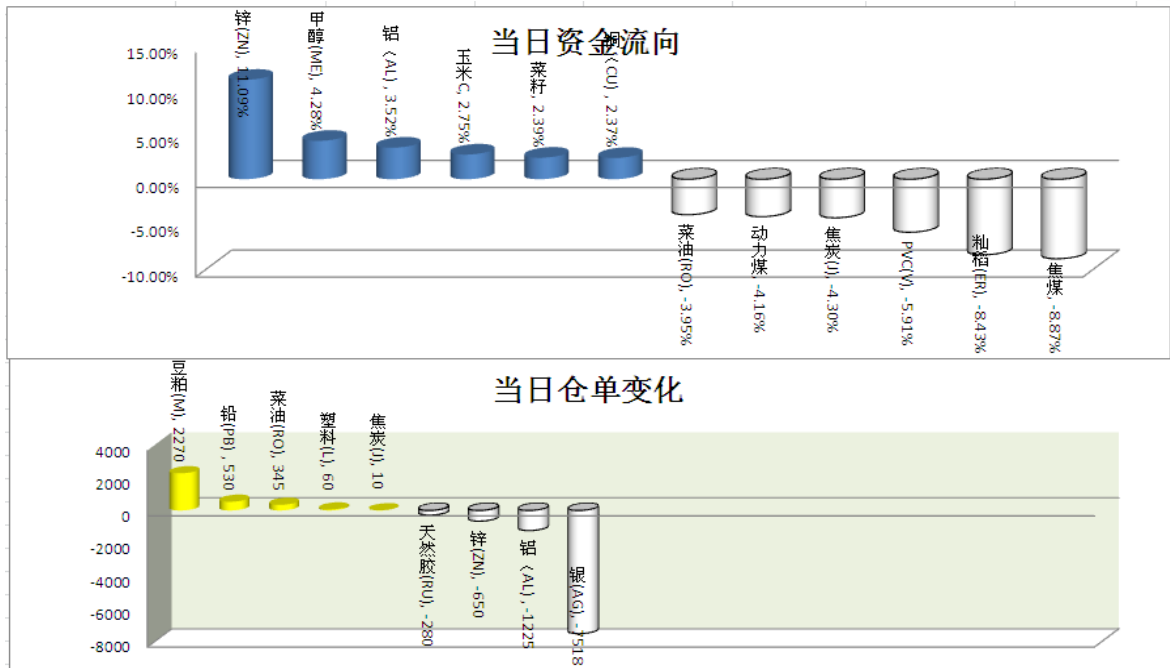 当日资金流向
15.00%
10.00%
5.00%
0.00%
-5.00%
-10.00%
锌(ZN), 11.09%
甲醇(ME), 4.28%
铝（AL）, 3.52%
玉米C, 2.75%
菜籽, 2.39%
铜（CU）, 2.37%
菜油(RO), -3.95%
动力煤, -4.16%
焦炭(J), -4.30%
PVC(V), -5.91%
籼稻(ER), -8.43%
焦煤, -8.87%
当日仓单变化
4000
2000
0
-2000
-4000
-6000
-8000
豆粕(M), 2270
铅(PB), 530
菜油(RO), 345
塑料(L), 60
焦炭(J), 10
天然胶(RU), -280
锌(ZN), -650
铝（AL）, -1225
银(AG), -7518